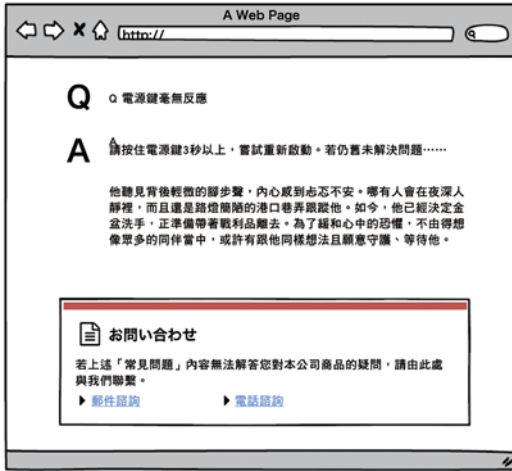 A Web Page
http://
Q
Q 電源鍵毫無反應
A
A
請按住電源鍵3秒以上，嘗試重新啟動。若仍舊未解決問題……
他聽見背後輕微的腳步聲，內心感到忐忑不安。哪有人會在夜深人
靜裡，而且還是路燈簡陋的港口巷弄跟蹤他。如今，他已經決定金
盆洗手，正準備帶著戰利品離去。為了緩和心中的恐懼，不由得想
像眾多的同伴當中，或許有跟他同樣想法且願意守護、等待他。
お問い合わせ
若上述「常見問題」內容無法解答您對本公司商品的疑問，請由此處
與我們聯繫。
郵件諮詢
電話諮詢